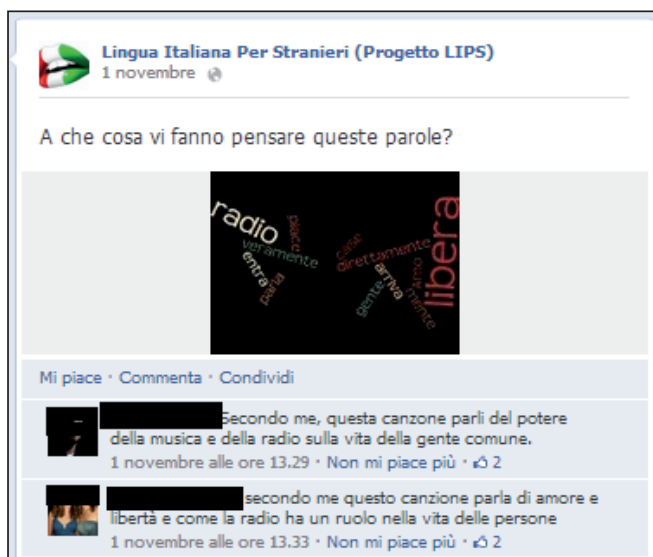 Lingua Italiana Per Stranieri (Progetto LIPS)
1 novembre
A che cosa vi fanno pensare queste parole?
radio
piace
veramente
entra
parla
case
direttamente
arriva
Amo
gente
mente
libera
Mi piace · Commenta · Condividi
Secondo me, questa canzone parli del potere
della musica e della radio sulla vita della gente comune.
1 novembre alle ore 13.29 · Non mi piace più · 2
secondo me questo canzione parla di amore e
libertà e come la radio ha un ruolo nella vita delle persone
1 novembre alle ore 13.33 · Non mi piace più · 2